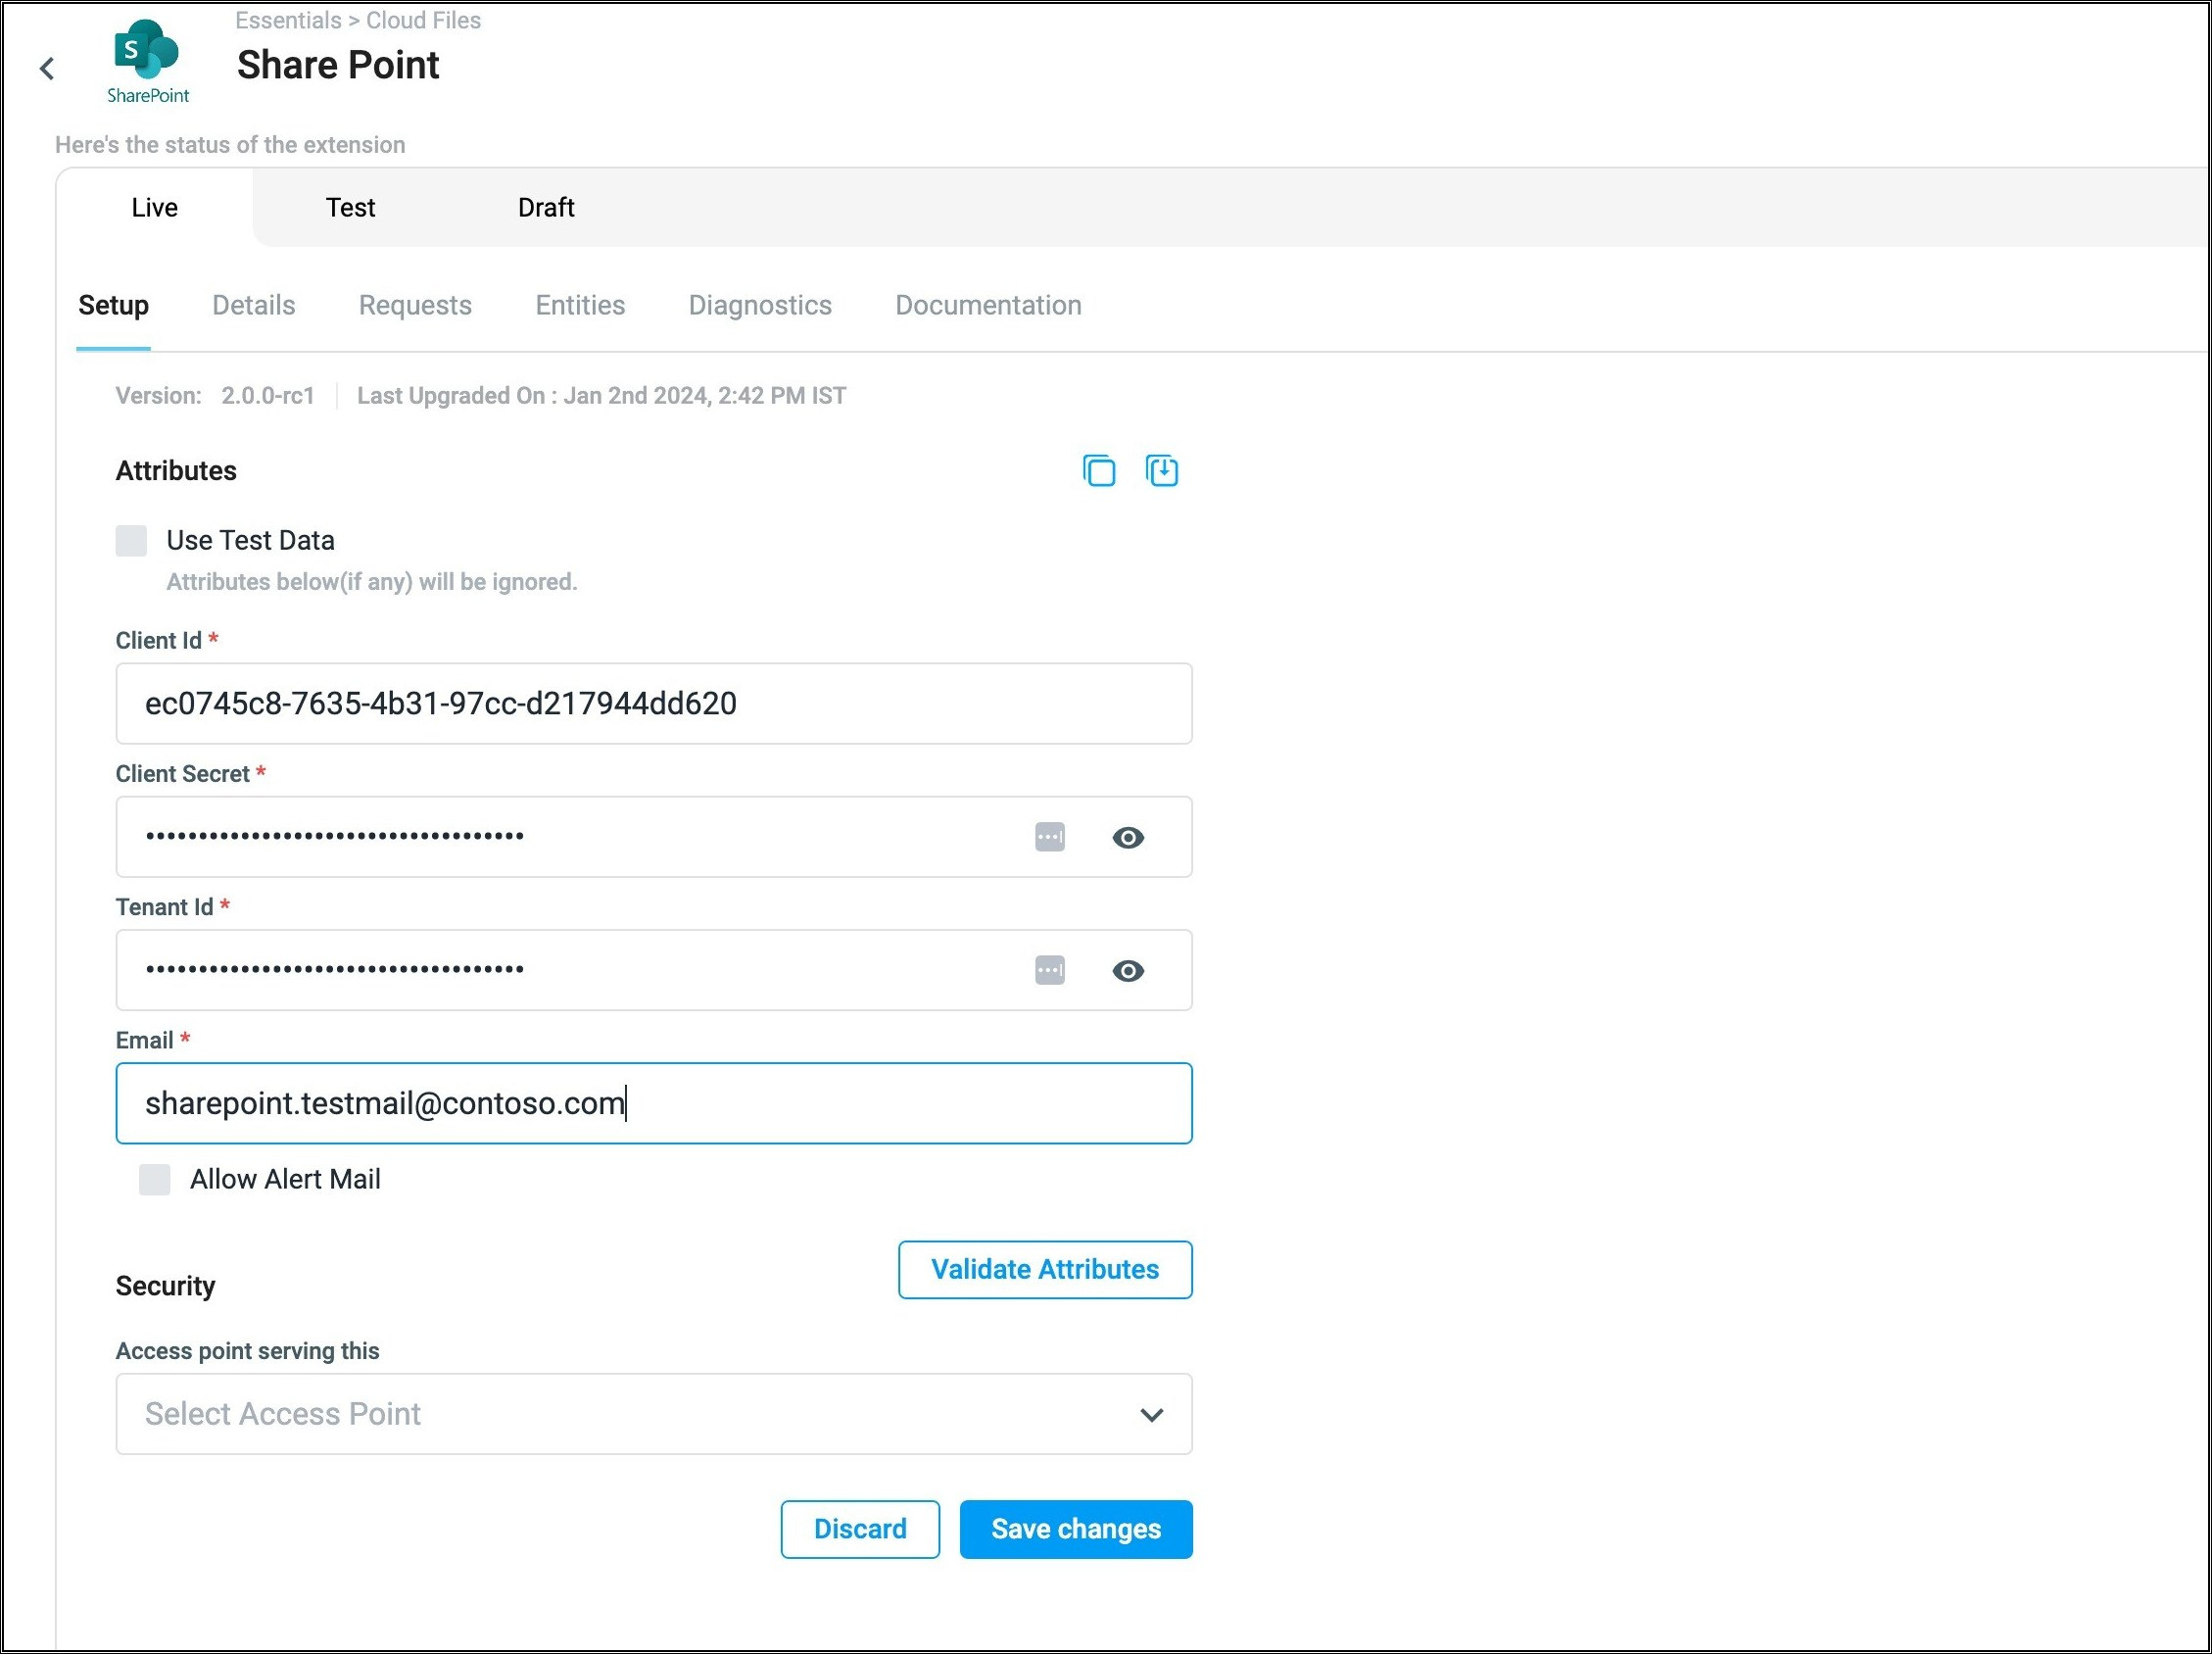 Essentials > Cloud Files
S
SharePoint
Share Point
Here's the status of the extension
Live Test Draft
Setup Details Requests Entities Diagnostics Documentation
Version: 2.0.0-rc1 Last Upgraded On : Jan 2nd 2024, 2:42 PM IST
Attributes
Use Test Data
Attributes below(if any) will be ignored.
Client Id *
ec0745c8-7635-4b31-97cc-d217944dd620
Client Secret *
••••••••••••••••••••••••••••••••••••
Tenant Id *
••••••••••••••••••••••••••••••••••••
Email *
sharepoint.testmail@contoso.com
Allow Alert Mail
Validate Attributes
Security
Access point serving this
Select Access Point
Discard Save changes